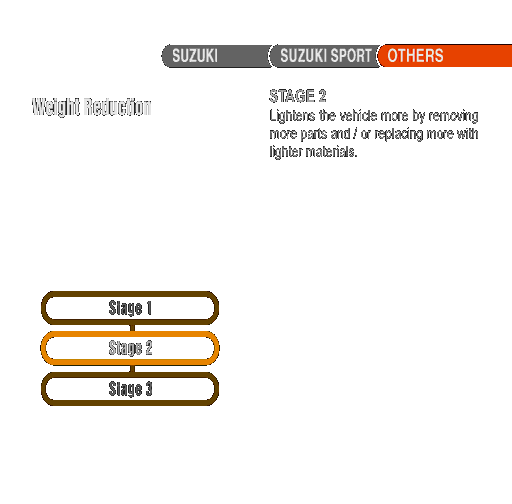 SUZUKI SUZUKI SPORT OTHERS
Weight Reduction
STAGE 2
Lightens the vehicle more by removing
more parts and / or replacing more with
lighter materials.
Stage 1
Stage 2
Stage 3